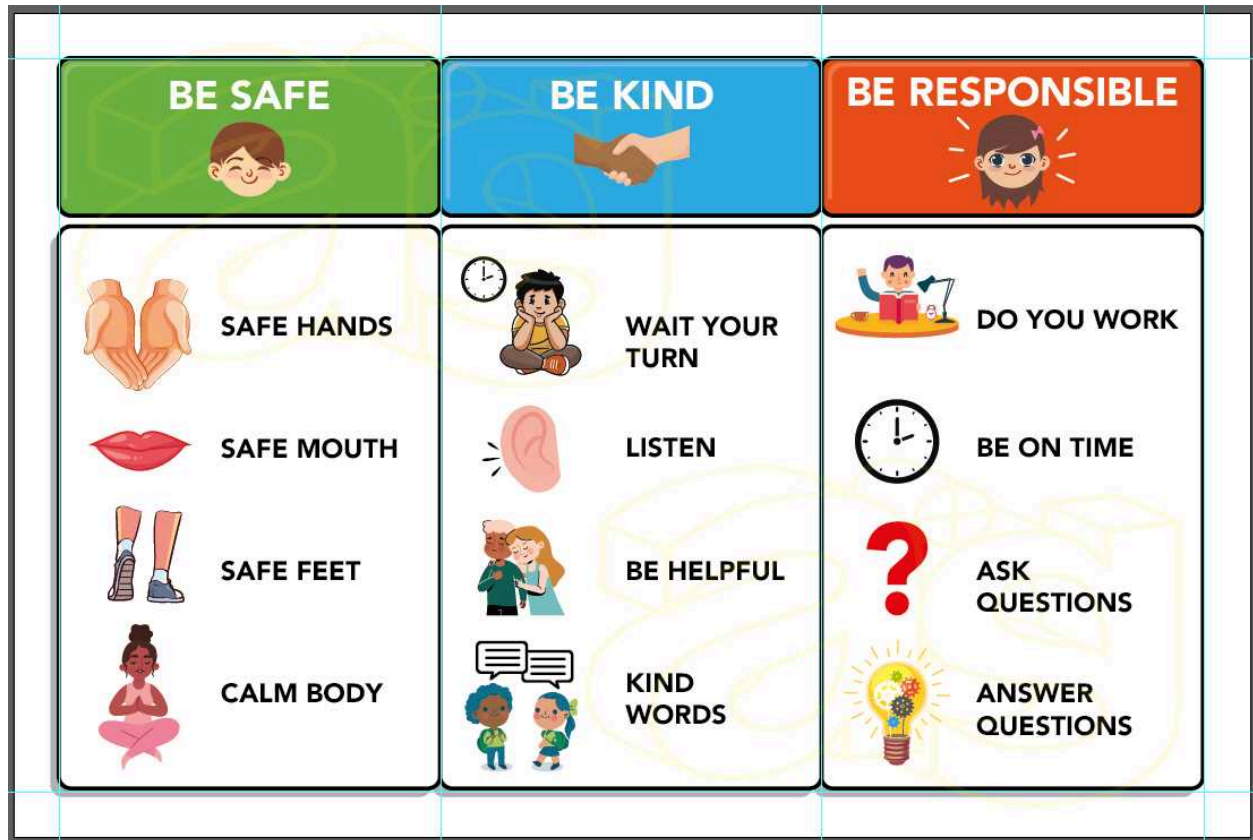 BE SAFE
SAFE HANDS
SAFE MOUTH
SAFE FEET
CALM BODY
BE KIND
WAIT YOUR
TURN
LISTEN
BE HELPFUL
KIND
WORDS
BE RESPONSIBLE
DO YOU WORK
BE ON TIME
ASK
QUESTIONS
ANSWER
QUESTIONS